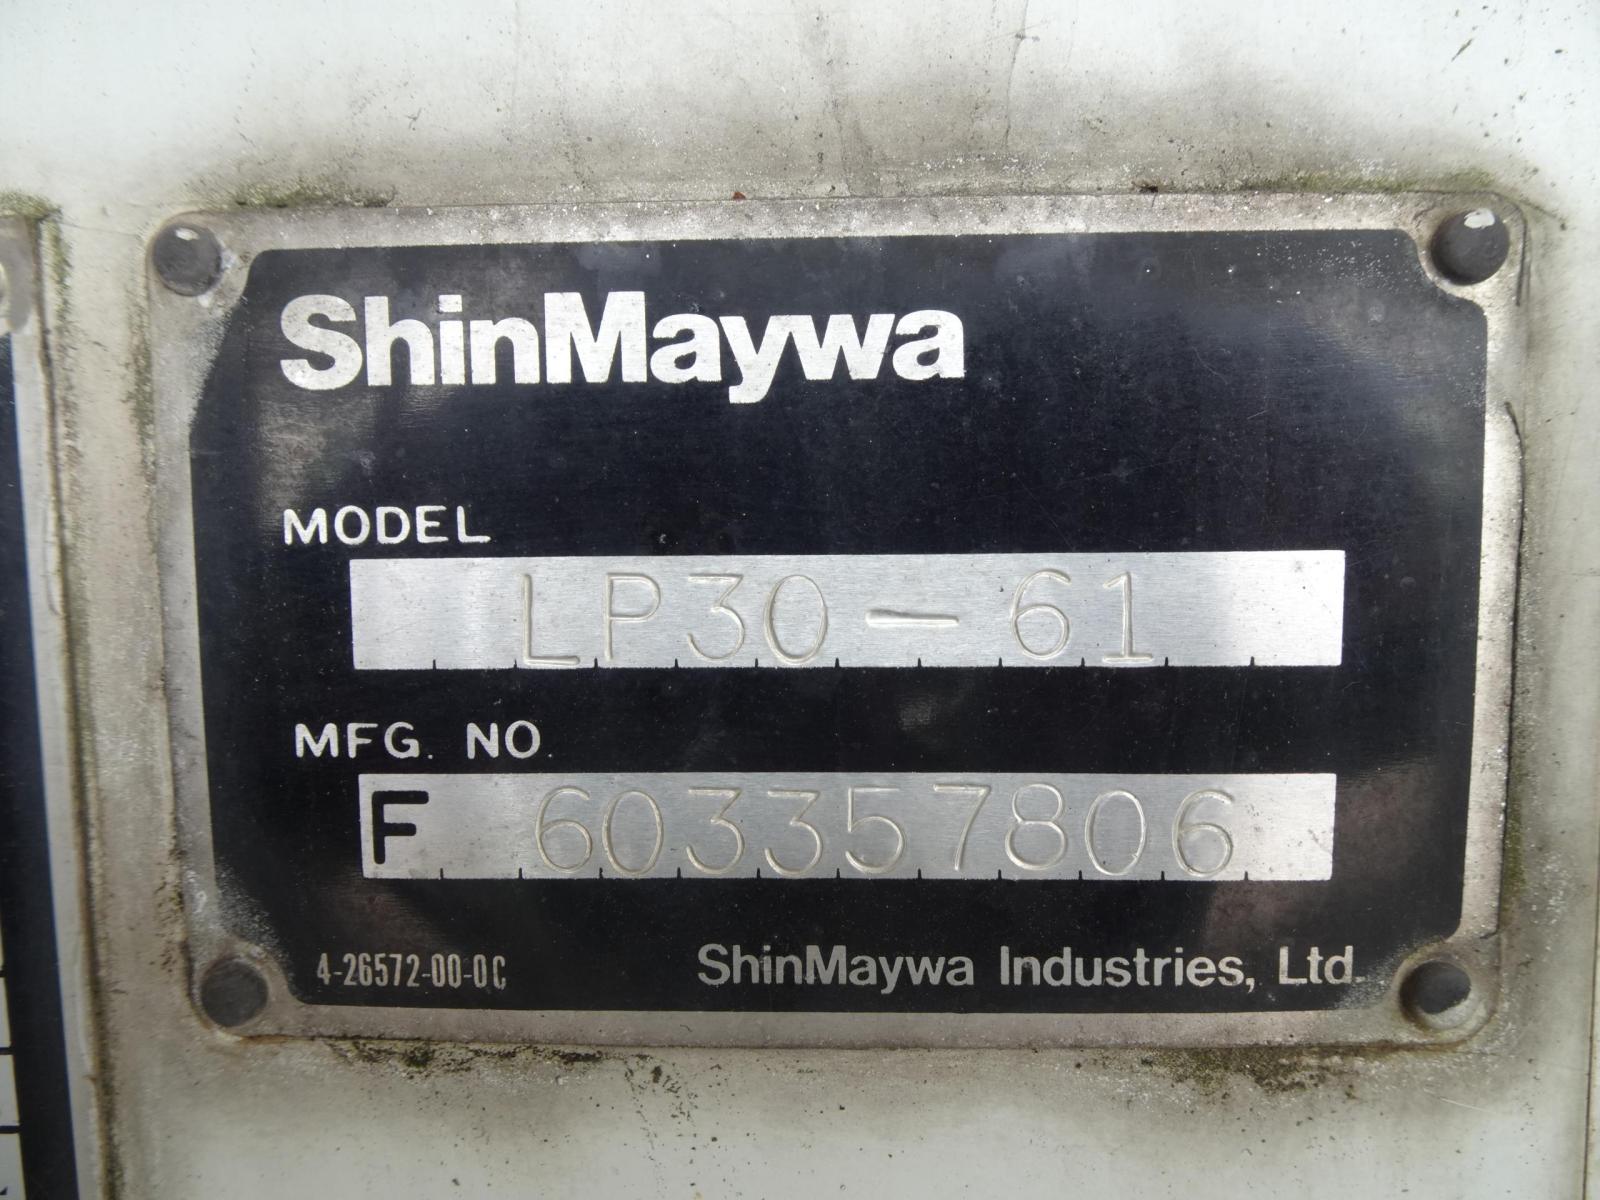 ShinMaywa
MODEL
LP30-61
MFG. NO.
F 603357806
4-26572-00-0C
ShinMaywa Industries, Ltd.